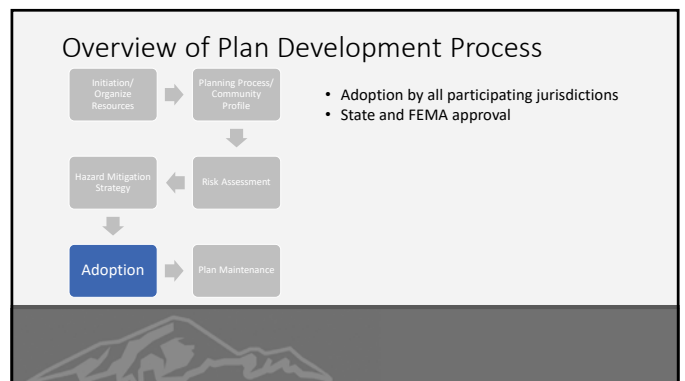 Overview of Plan Development Process
Initiation/
Organize
Resources
Planning Process/
Community
Profile
• Adoption by all participating jurisdictions
• State and FEMA approval
Hazard Mitigation
Strategy
Risk Assessment
Adoption
Plan Maintenance